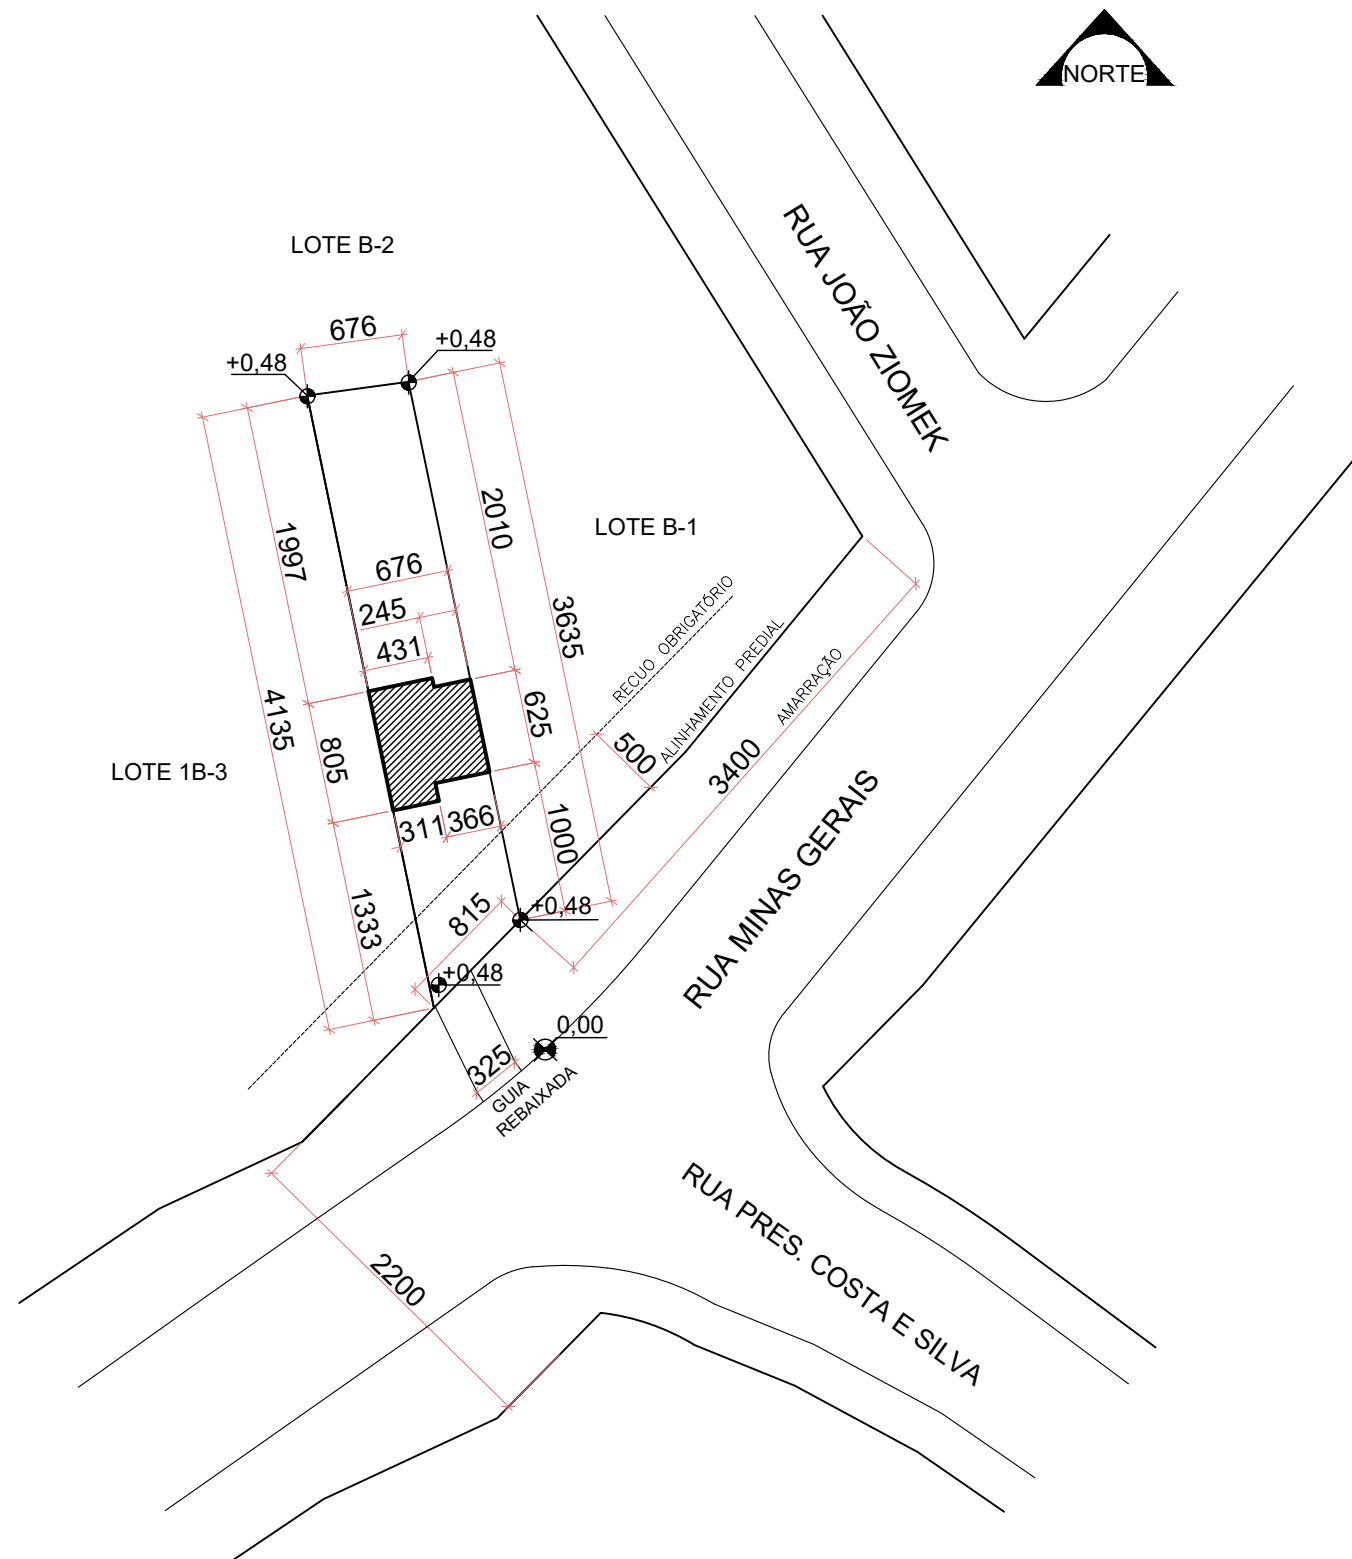 NORTE
RUA JOÃO ZIOMEK
LOTE B-2
676
+0,48
+0,48
1997
2010
LOTE B-1
676
245
431
3635
RECUO OBRIGATÓRIO
ALINHAMENTO PREDIAL
AMARRAÇÃO
4135
805
625
500
3400
LOTE 1B-3
311
366
1000
RUA MINAS GERAIS
1333
815
+0,48
+0,48
0,00
325
GUIA
REBAIXADA
RUA PRES. COSTA E SILVA
2200